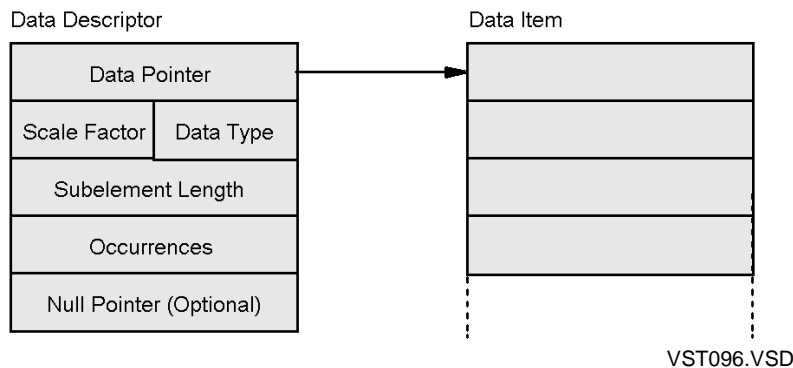 Data Descriptor
Data Item
Data Pointer
Scale Factor
Data Type
Subelement Length
Occurrences
Null Pointer (Optional)
VST096.VSD